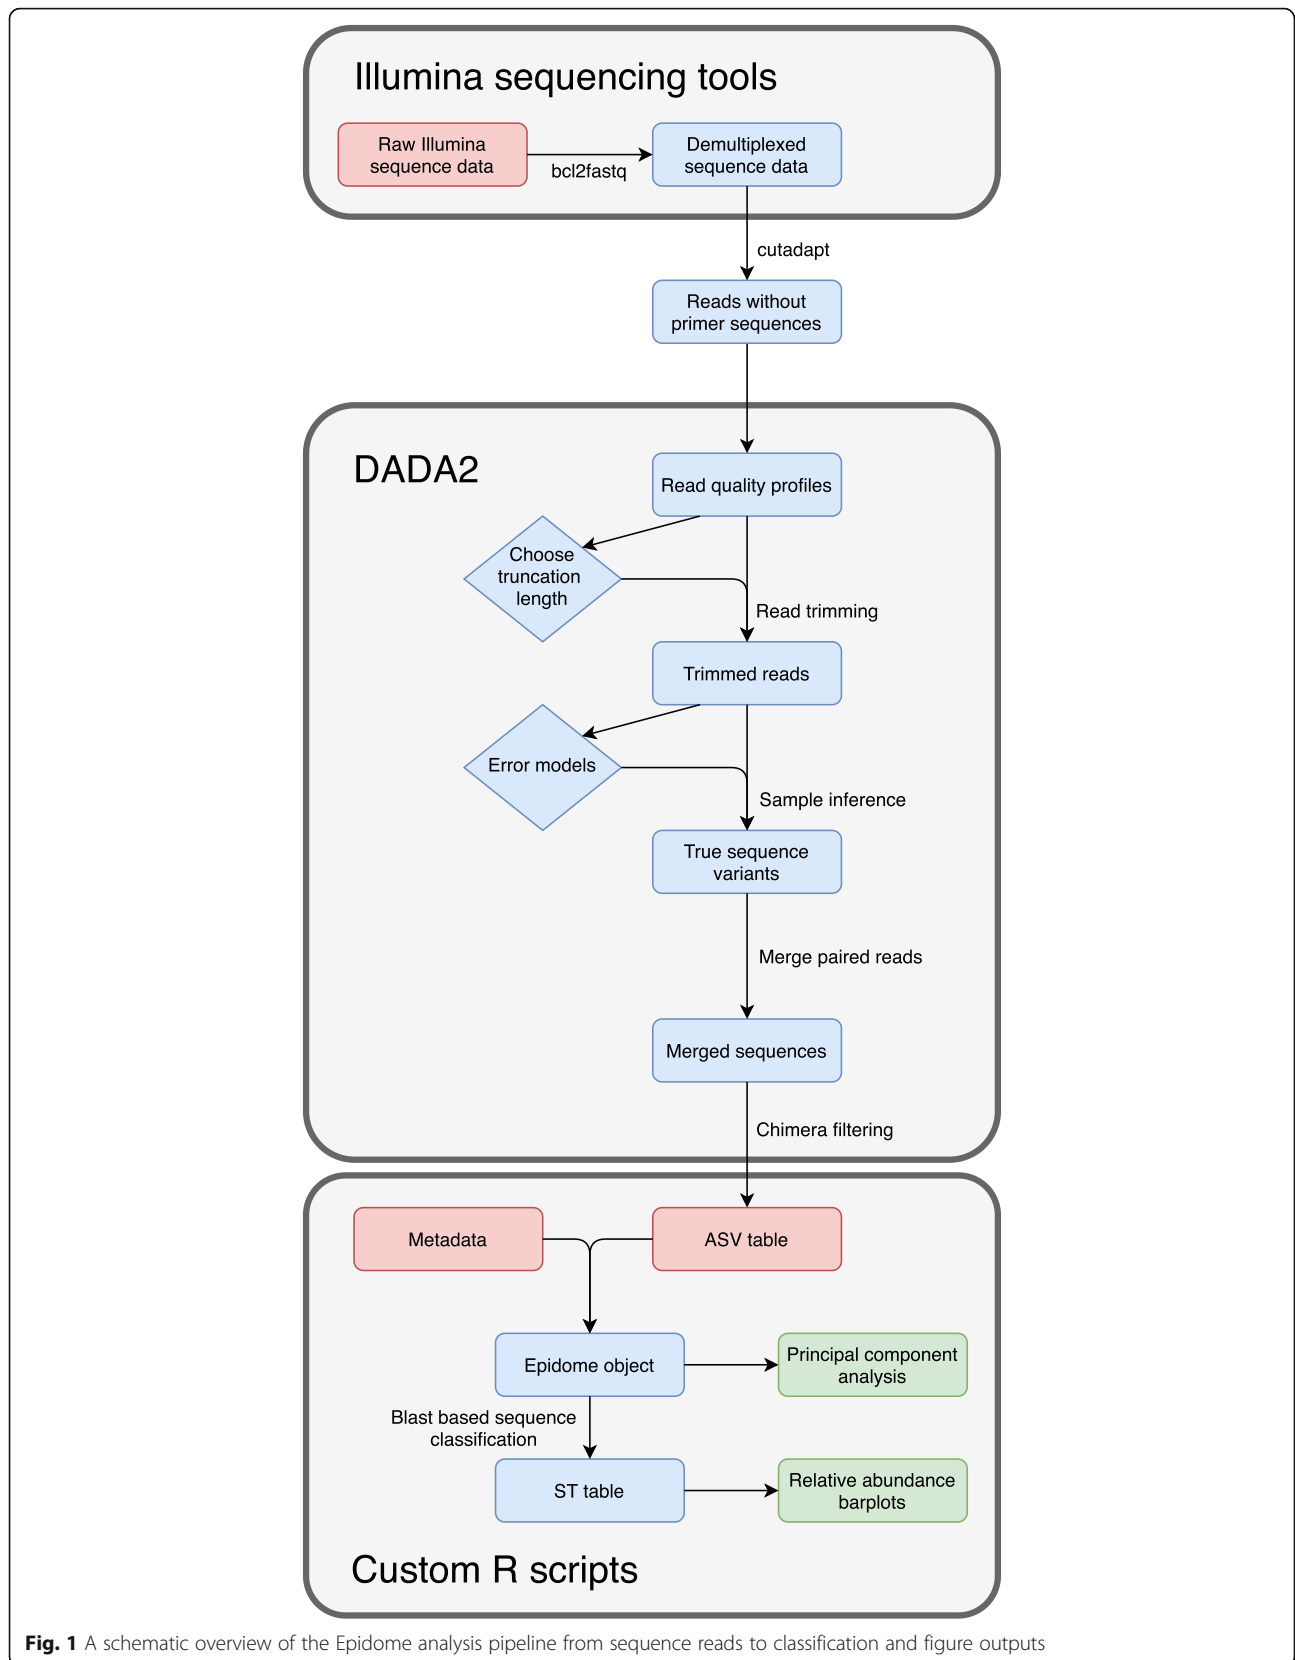 Illumina sequencing tools
Raw Illumina
sequence data
bcl2fastq
Demultiplexed
sequence data
cutadapt
Reads without
primer sequences
DADA2
Read quality profiles
Choose
truncation
length
Read trimming
Trimmed reads
Error models
Sample inference
True sequence
variants
Merge paired reads
Merged sequences
Chimera filtering
Metadata
ASV table
Epidome object
Principal component
analysis
Blast based sequence
classification
ST table
Relative abundance
barplots
Custom R scripts
Fig. 1 A schematic overview of the Epidome analysis pipeline from sequence reads to classification and figure outputs